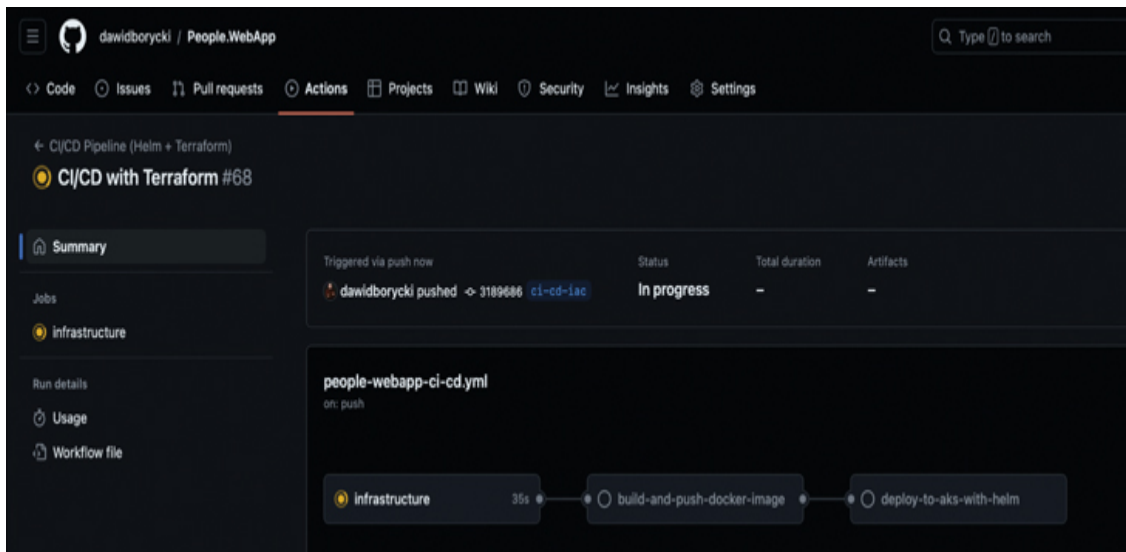 dawidborycki / People.WebApp
Type / to search
Code Issues Pull requests Actions Projects Wiki Security Insights Settings
← CI/CD Pipeline (Helm + Terraform)
CI/CD with Terraform #68
Summary
Jobs
infrastructure
Run details
Usage
Workflow file
Triggered via push now
dawidborycki pushed 3189686 ci-cd-iac
Status
In progress
Total duration
–
Artifacts
–
people-webapp-ci-cd.yml
on: push
infrastructure 35s
build-and-push-docker-image
deploy-to-aks-with-helm